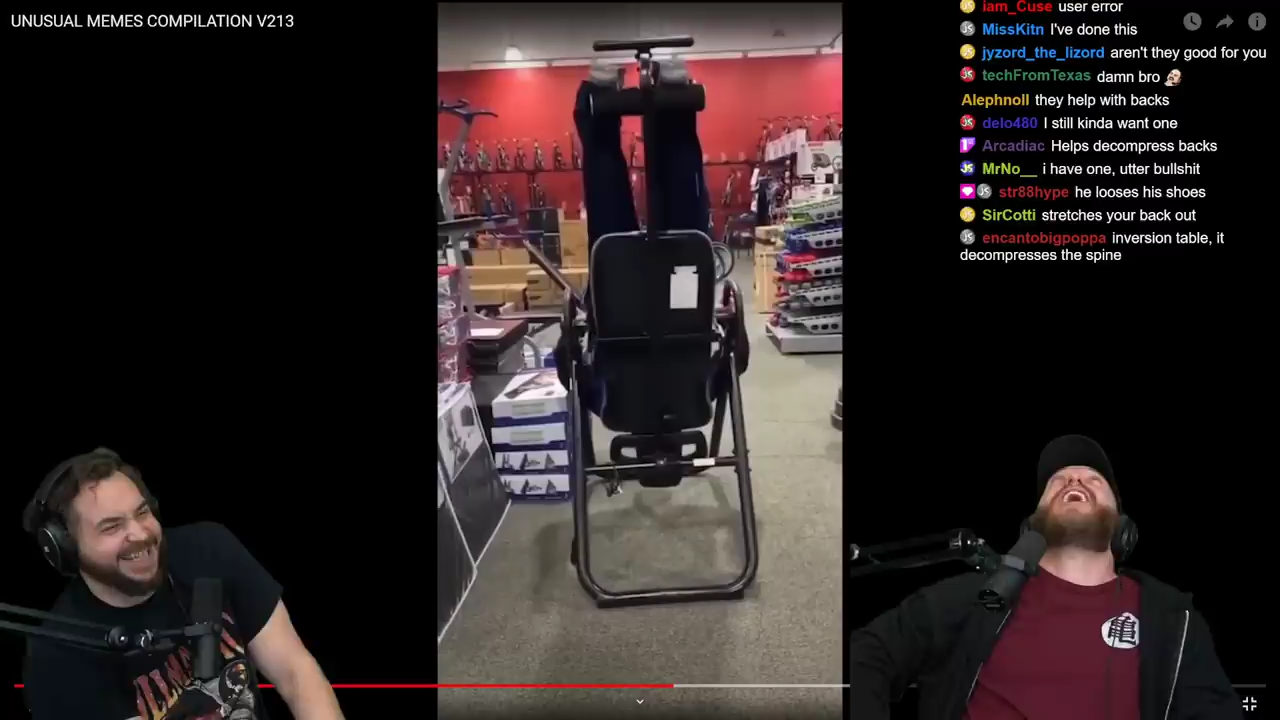 UNUSUAL MEMES COMPILATION V213
iam_Cuse user error
MissKitn I've done this
jyzord_the_lizord aren't they good for you
techFromTexas damn bro
Alephnoll they help with backs
delo480 I still kinda want one
Arcadiac Helps decompress backs
MrNo__ i have one, utter bullshit
str88hype he looses his shoes
SirCotti stretches your back out
encantobigpoppa inversion table, it
decompresses the spine
亀